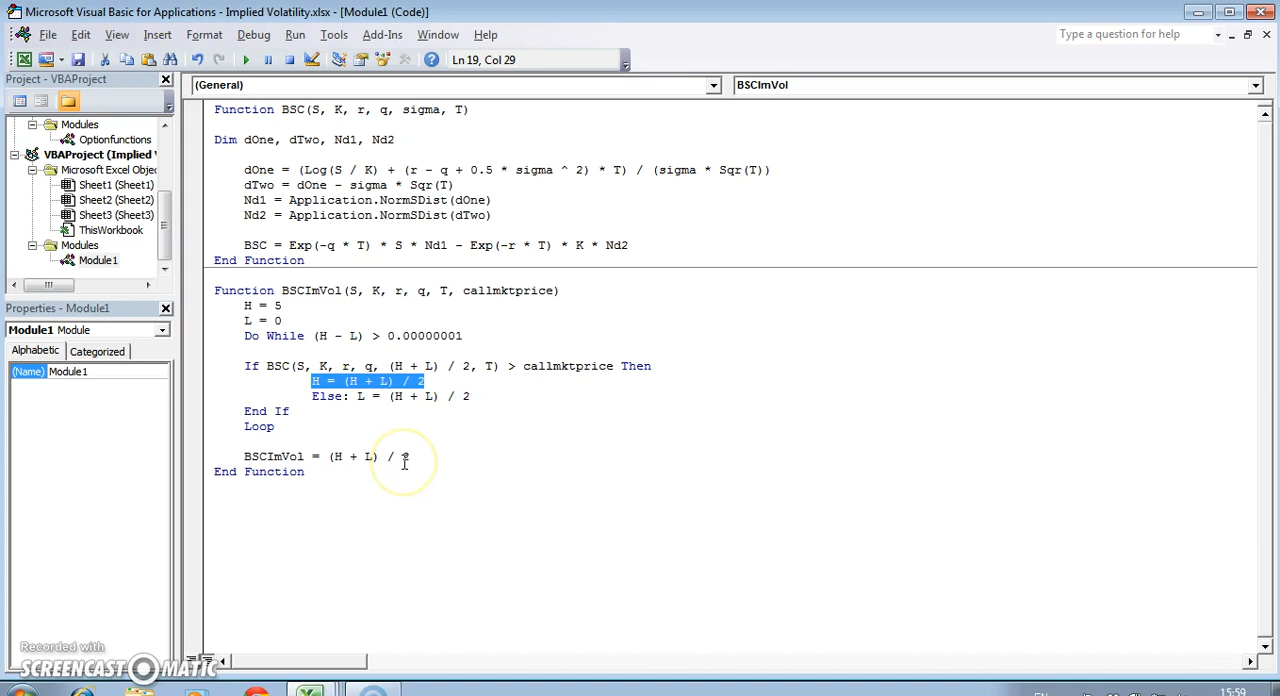 Microsoft Visual Basic for Applications - Implied Volatility.xlsx - [Module1 (Code)]
File Edit View Insert Format Debug Run Tools Add-Ins Window Help
Type a question for help
Ln 19, Col 29
Project - VBAProject
Modules
Optionfunctions
VBAProject (Implied
Microsoft Excel Objec
Sheet1 (Sheet1)
Sheet2 (Sheet2)
Sheet3 (Sheet3)
ThisWorkbook
Modules
Module1
Properties - Module1
Module1 Module
Alphabetic Categorized
(Name) Module1
(General)
BSCImVol
Function BSC(S, K, r, q, sigma, T)
Dim dOne, dTwo, Nd1, Nd2
dOne = (Log(S / K) + (r - q + 0.5 * sigma ^ 2) * T) / (sigma * Sqr(T))
dTwo = dOne - sigma * Sqr(T)
Nd1 = Application.NormSDist(dOne)
Nd2 = Application.NormSDist(dTwo)
BSC = Exp(-q * T) * S * Nd1 - Exp(-r * T) * K * Nd2
End Function
Function BSCImVol(S, K, r, q, T, callmktprice)
H = 5
L = 0
Do While (H - L) > 0.00000001
If BSC(S, K, r, q, (H + L) / 2, T) > callmktprice Then
H = (H + L) / 2
Else: L = (H + L) / 2
End If
Loop
BSCImVol = (H + L) / 2
End Function
Recorded with
SCREENCAST MATIC
EN
15:59